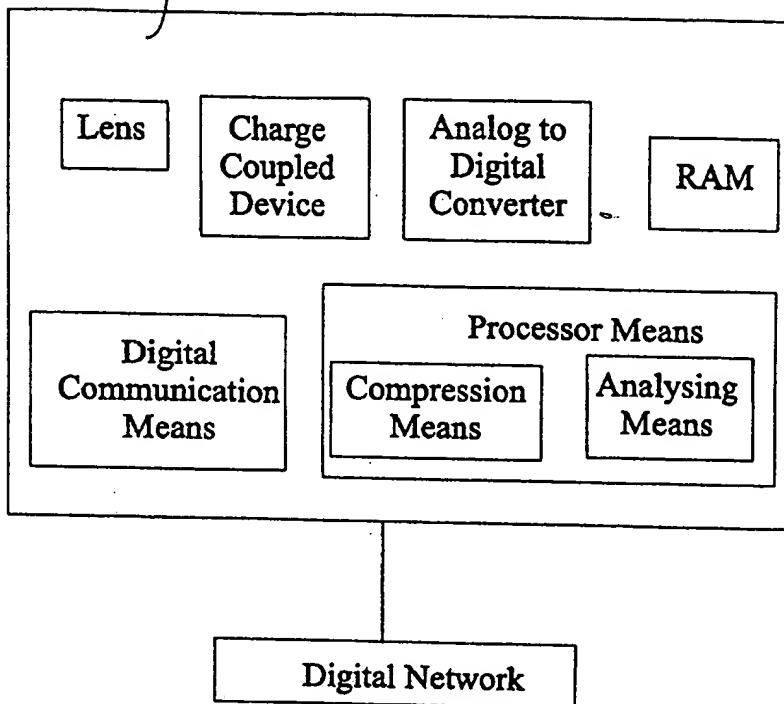 Lens
Charge
Coupled
Device
Analog to
Digital
Converter
RAM
Digital
Communication
Means
Processor Means
Compression
Means
Analysing
Means
Digital Network